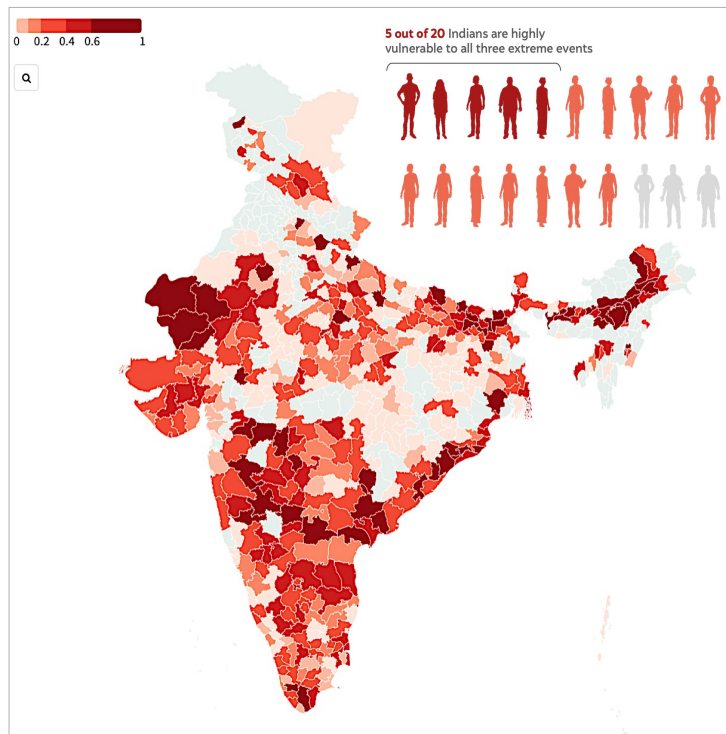 5 out of 20 Indians are highly
vulnerable to all three extreme events
0 0.2 0.4 0.6 1